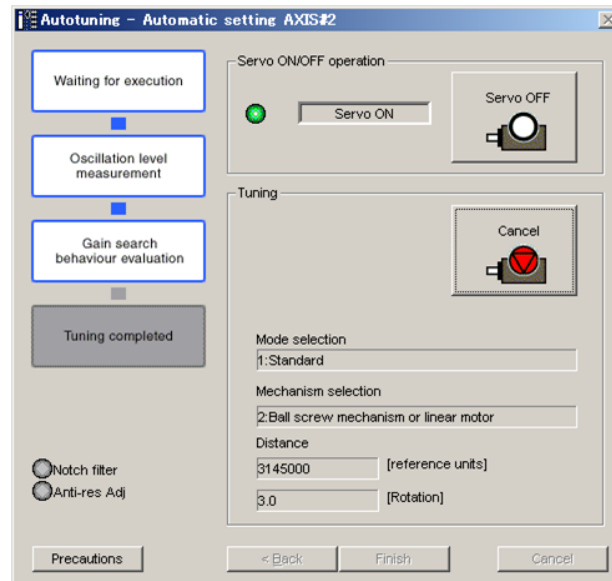 Autotuning - Automatic setting AXIS#2
Waiting for execution
Oscillation level
measurement
Gain search
behaviour evaluation
Tuning completed
Notch filter
Anti-res Adj
Precautions
Servo ON/OFF operation
Servo ON
Servo OFF
Tuning
Cancel
Mode selection
1:Standard
Mechanism selection
2:Ball screw mechanism or linear motor
Distance
3145000 [reference units]
3.0 [Rotation]
< Back
Finish
Cancel